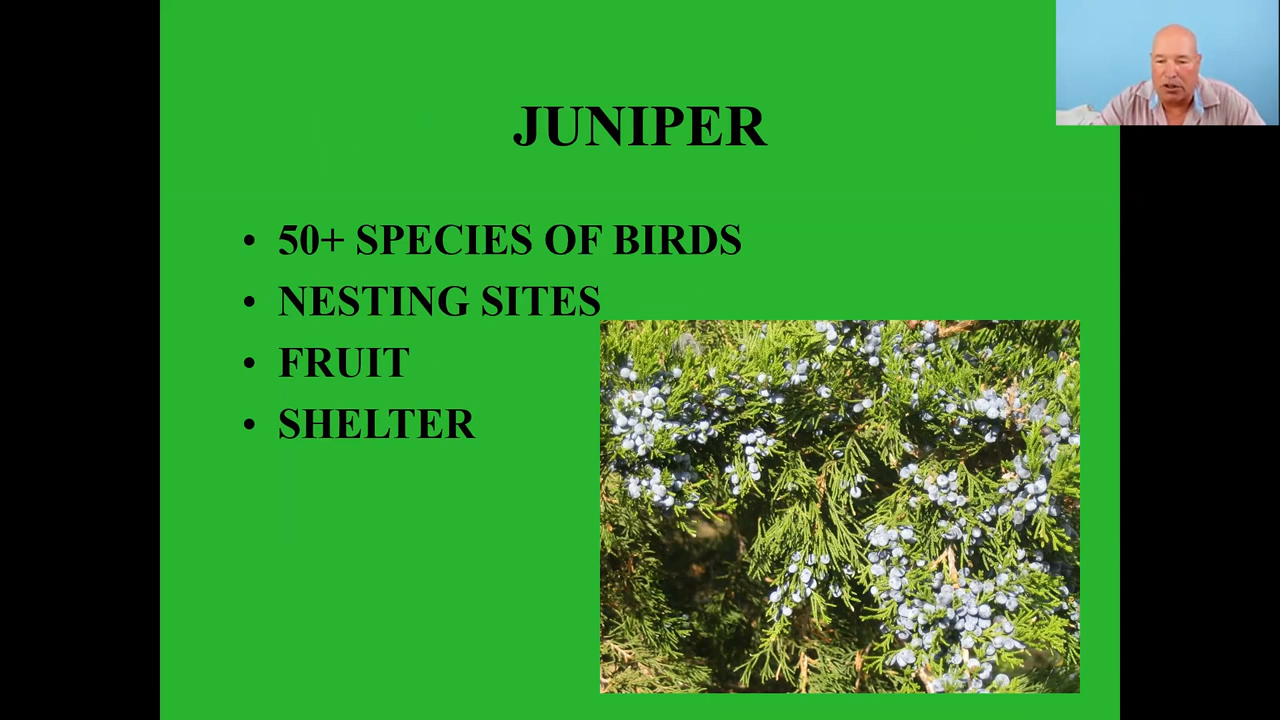 JUNIPER
• 50+ SPECIES OF BIRDS
• NESTING SITES
• FRUIT
• SHELTER